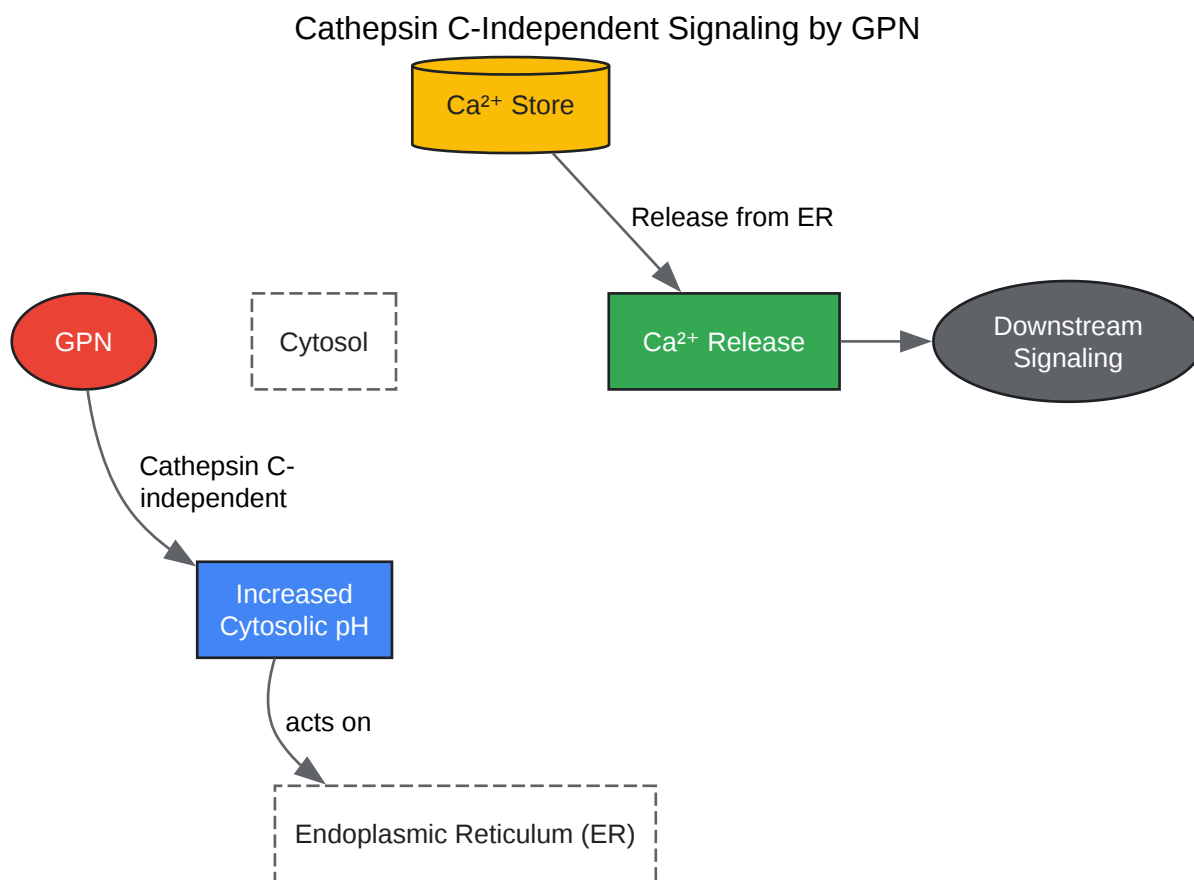 Cathepsin C-Independent Signaling by GPN
Ca²⁺ Store
Release from ER
GPN
Cytosol
Ca²⁺ Release
Downstream
Signaling
Cathepsin C-
independent
Increased
Cytosolic pH
acts on
Endoplasmic Reticulum (ER)